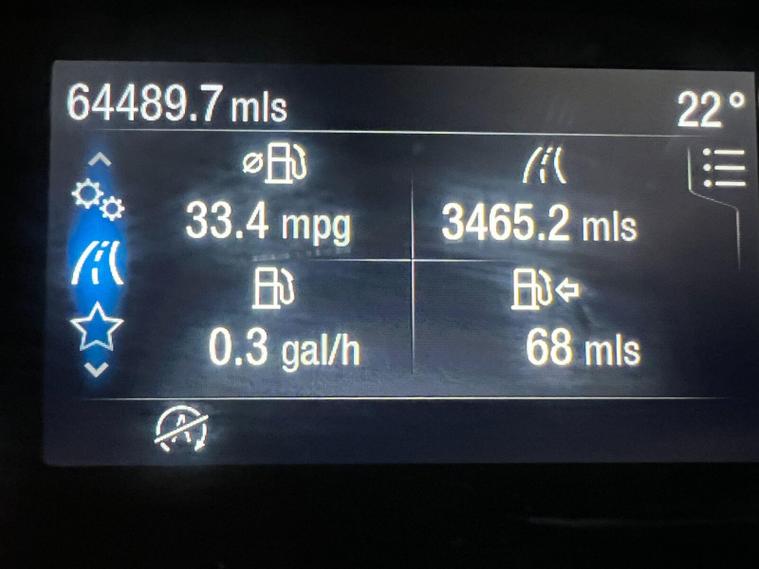 64489.7 mls 22°
33.4 mpg 3465.2 mls
0.3 gal/h 68 mls
A